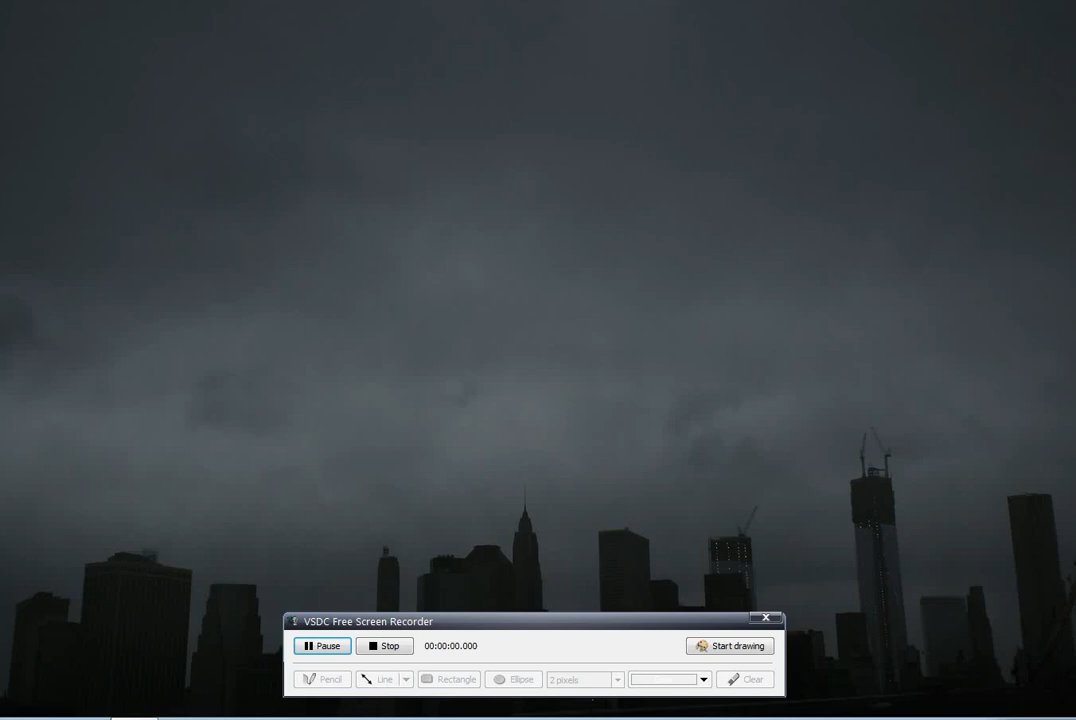 VSDC Free Screen Recorder
Pause Stop 00:00:00.000 Start drawing
Pencil Line Rectangle Ellipse 2 pixels Clear